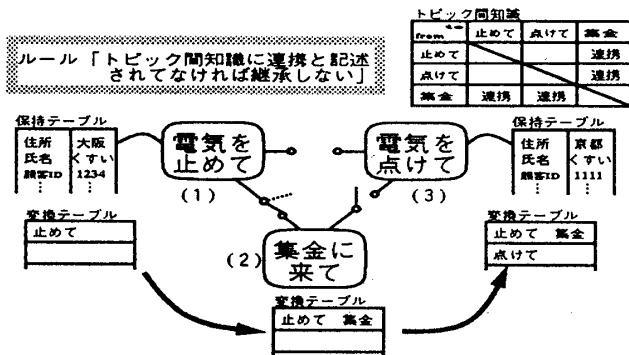 トピック間知識
from to 止めて 点けて 集金
止めて 連携
点けて 連携
集金 連携 連携
ルール「トピック間知識に連携と記述
されてなければ継承しない」
保持テーブル
住所 大阪
氏名 くすい
顧客ID 1234
⋮ ⋮
電気を
止めて
(1)
電気を
点けて
(3)
保持テーブル
住所 京都
氏名 くすい
顧客ID 1111
⋮ ⋮
変換テーブル
止めて
(2)
集金に
来て
変換テーブル
止めて 集金
点けて
変換テーブル
止めて 集金